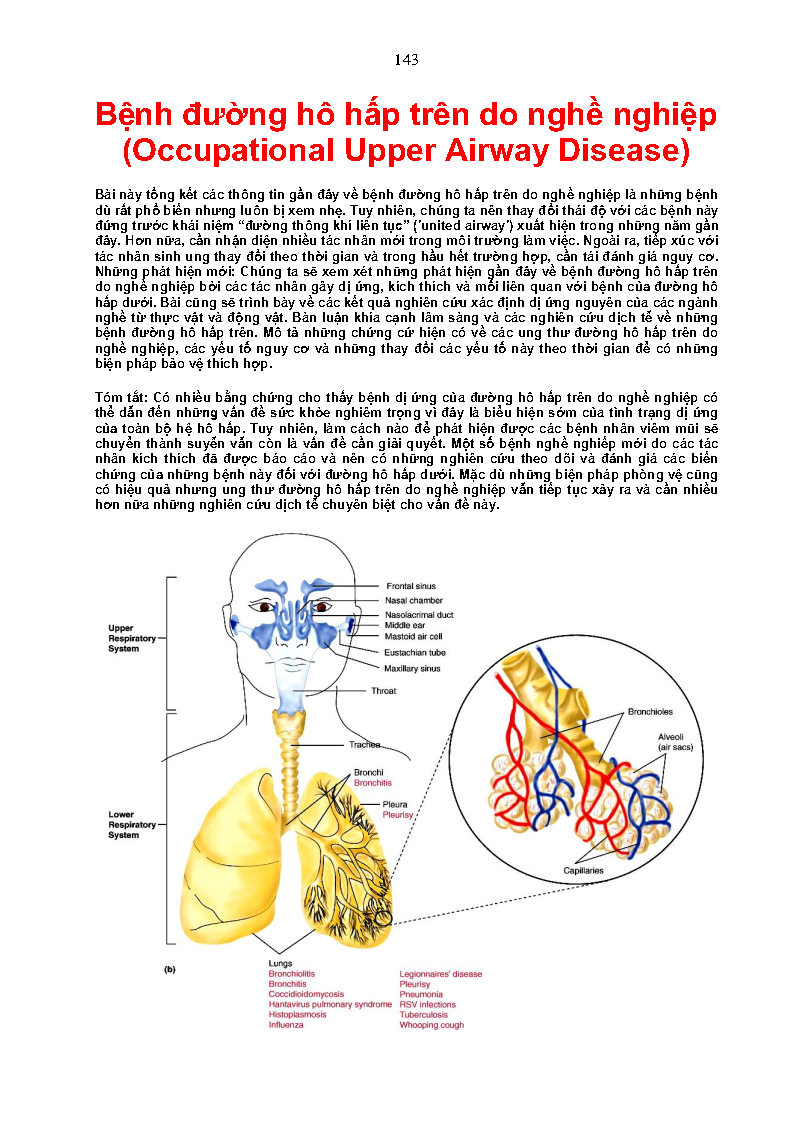 143
Bệnh đường hô hấp trên do nghề nghiệp
(Occupational Upper Airway Disease)
Bài này tổng kết các thông tin gần đây về bệnh đường hô hấp trên do nghề nghiệp là những bệnh
dù rất phổ biến nhưng luôn bị xem nhẹ. Tuy nhiên, chúng ta nên thay đổi thái độ với các bệnh này
đứng trước khái niệm “đường thông khí liên tục” ('united airway') xuất hiện trong những năm gần
đây. Hơn nữa, cần nhận diện nhiều tác nhân mới trong môi trường làm việc. Ngoài ra, tiếp xúc với
tác nhân sinh ung thay đổi theo thời gian và trong hầu hết trường hợp, cần tái đánh giá nguy cơ.
Những phát hiện mới: Chúng ta sẽ xem xét những phát hiện gần đây về bệnh đường hô hấp trên
do nghề nghiệp bởi các tác nhân gây dị ứng, kích thích và mối liên quan với bệnh của đường hô
hấp dưới. Bài cũng sẽ trình bày về các kết quả nghiên cứu xác định dị ứng nguyên của các ngành
nghề từ thực vật và động vật. Bàn luận khía cạnh lâm sàng và các nghiên cứu dịch tễ về những
bệnh đường hô hấp trên. Mô tả những chứng cứ hiện có về các ung thư đường hô hấp trên do
nghề nghiệp, các yếu tố nguy cơ và những thay đổi các yếu tố này theo thời gian để có những
biện pháp bảo vệ thích hợp.
Tóm tắt: Có nhiều bằng chứng cho thấy bệnh dị ứng của đường hô hấp trên do nghề nghiệp có
thể dẫn đến những vấn đề sức khỏe nghiêm trọng vì đây là biểu hiện sớm của tình trạng dị ứng
của toàn bộ hệ hô hấp. Tuy nhiên, làm cách nào để phát hiện được các bệnh nhân viêm mũi sẽ
chuyển thành suyễn vẫn còn là vấn đề cần giải quyết. Một số bệnh nghề nghiếp mới do các tác
nhân kích thích đã được báo cáo và nên có những nghiên cứu theo dõi và đánh giá các biến
chứng của những bệnh này đối với đường hô hấp dưới. Mặc dù những biện pháp phòng vệ cũng
có hiệu quả nhưng ung thư đường hô hấp trên do nghề nghiệp vẫn tiếp tục xảy ra và cần nhiều
hơn nữa những nghiên cứu dịch tễ chuyên biệt cho vấn đề này.
Upper
Respiratory
System
Frontal sinus
Nasal chamber
Nasolacrimal duct
Middle ear
Mastoid air cell
Eustachian tube
Maxillary sinus
Throat
Trachea
Bronchi
Bronchitis
Pleura
Pleurisy
Lower
Respiratory
System
Bronchioles
Alveoli
(air sacs)
Capillaries
(b)
Lungs
Bronchiolitis
Bronchitis
Coccidioidomycosis
Hantavirus pulmonary syndrome
Histoplasmosis
Influenza
Legionnaires' disease
Pleurisy
Pneumonia
RSV infections
Tuberculosis
Whooping cough